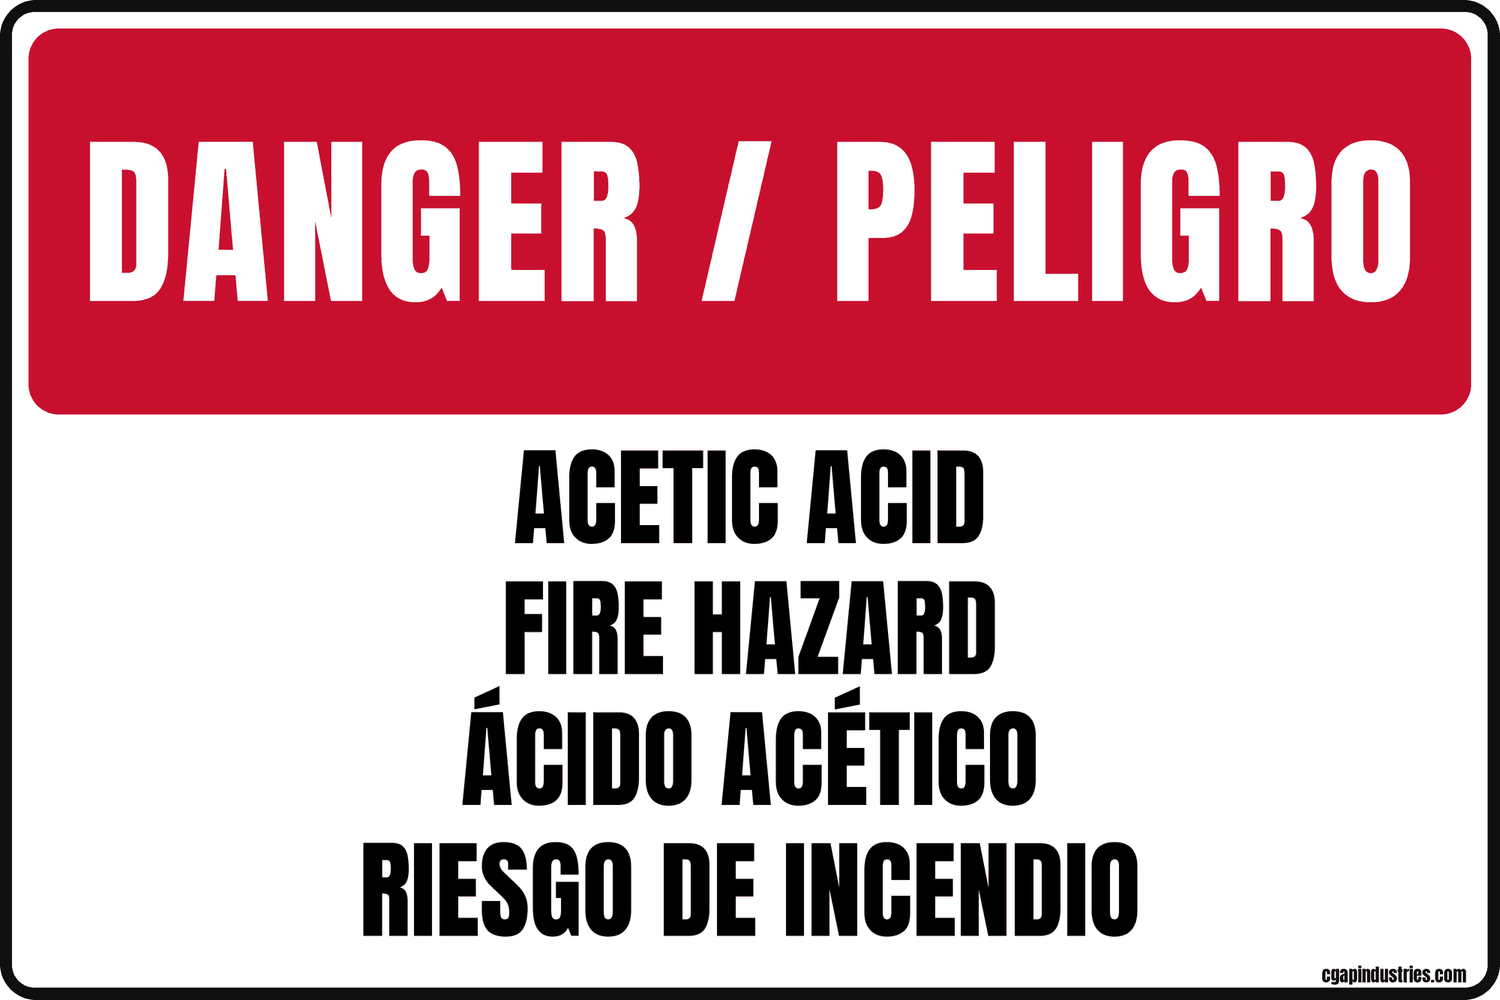 DANGER / PELIGRO
ACETIC ACID
FIRE HAZARD
ÁCIDO ACÉTICO
RIESGO DE INCENDIO
cgapindustries.com